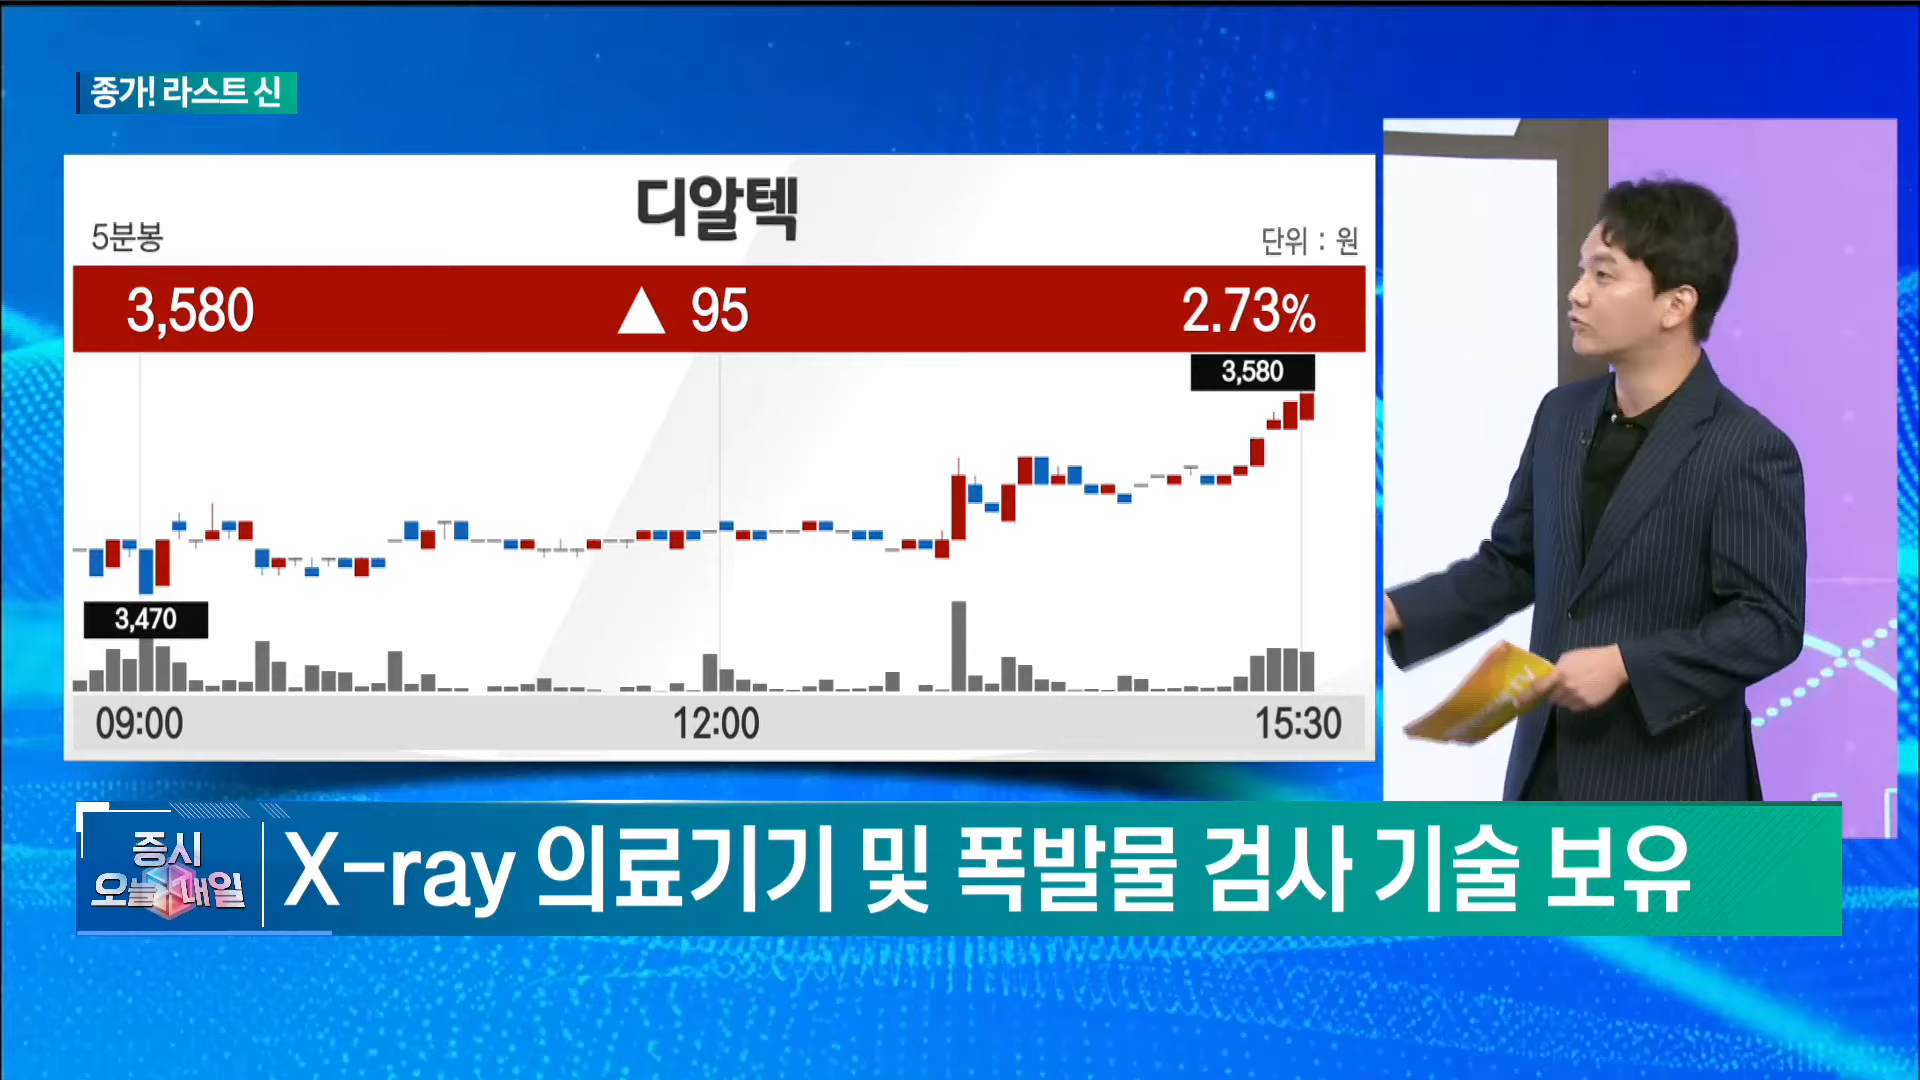 종가! 라스트 신
디알텍
5분봉
단위 : 원
3,580 ▲ 95 2.73%
3,580
3,470
09:00 12:00 15:30
증시
오늘 매일
X-ray 의료기기 및 폭발물 검사 기술 보유